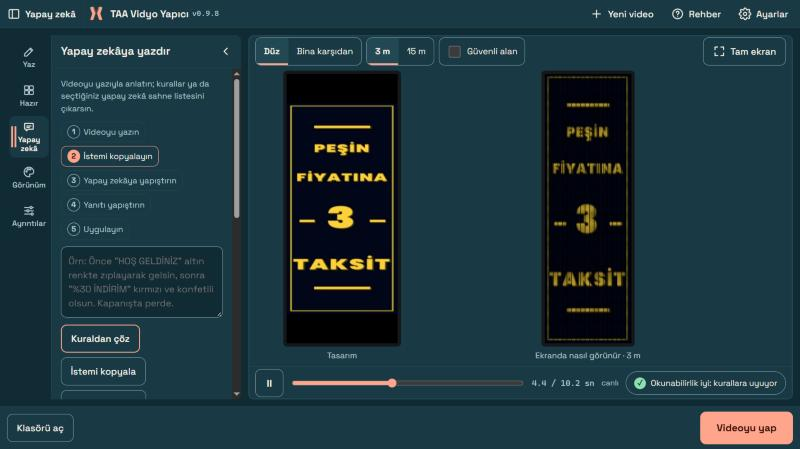 Yapay zekâ
TAA Vidyo Yapıcı v0.9.8
Yeni video
Rehber
Ayarlar
Yaz
Hazır
Yapay zekâ
Görünüm
Ayrıntılar
Yapay zekâya yazdır
Videoyu yazıyla anlatın; kurallar ya da
seçtiğiniz yapay zekâ sahne listesini
çıkarsın.
1 Videoyu yazın
2 İstemi kopyalayın
3 Yapay zekâya yapıştırın
4 Yanıtı yapıştırın
5 Uygulayın
Örn: Önce "HOŞ GELDİNİZ" altın
renkte zıplayarak gelsin, sonra
"%30 İNDİRİM" kırmızı ve konfetili
olsun. Kapanışta perde.
Kuraldan çöz
İstemi kopyala
Düz
Bina karşıdan
3 m
15 m
Güvenli alan
Tam ekran
PEŞİN
FİYATINA
– 3 –
TAKSİT
Tasarım
PEŞİN
FİYATINA
- 3 -
TAKSİT
Ekranda nasıl görünür · 3 m
4.4 / 10.2 sn canlı
Okunabilirlik iyi: kurallara uyuyor
Klasörü aç
Videoyu yap